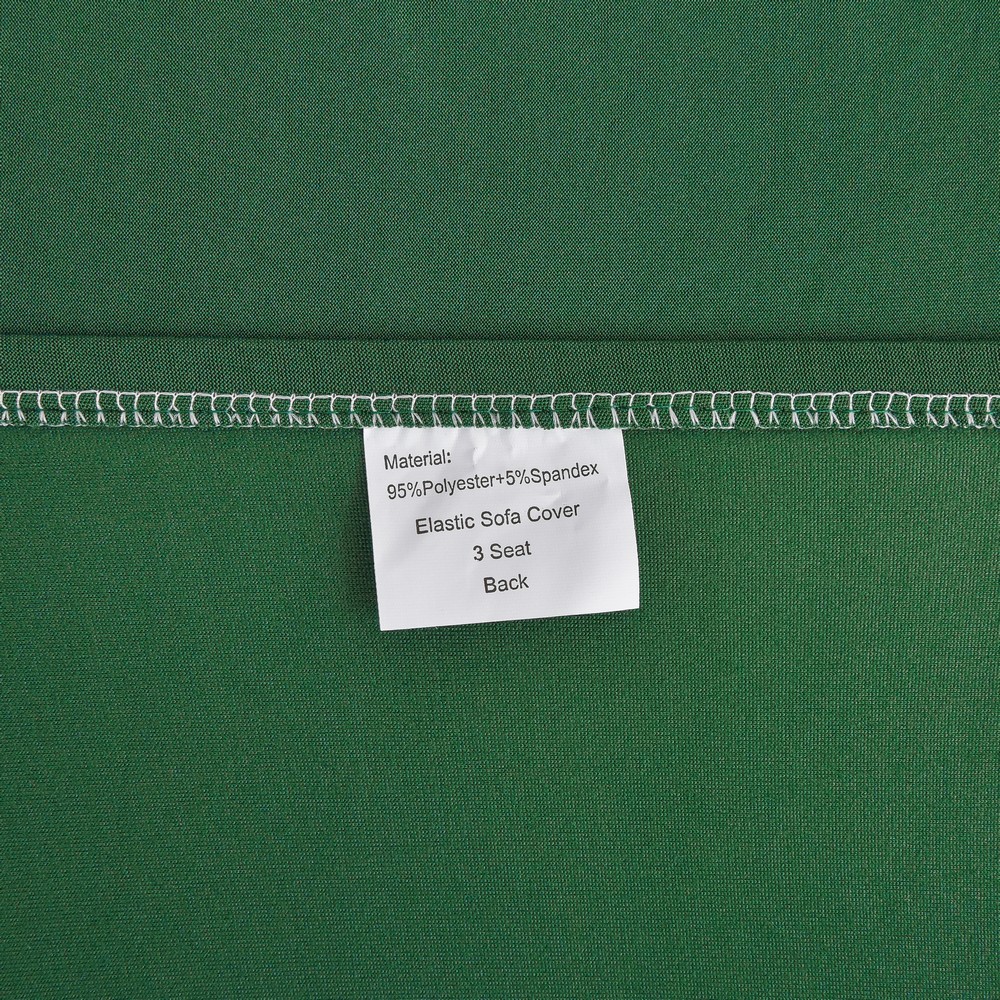 Material:
95%Polyester+5%Spandex
Elastic Sofa Cover
3 Seat
Back